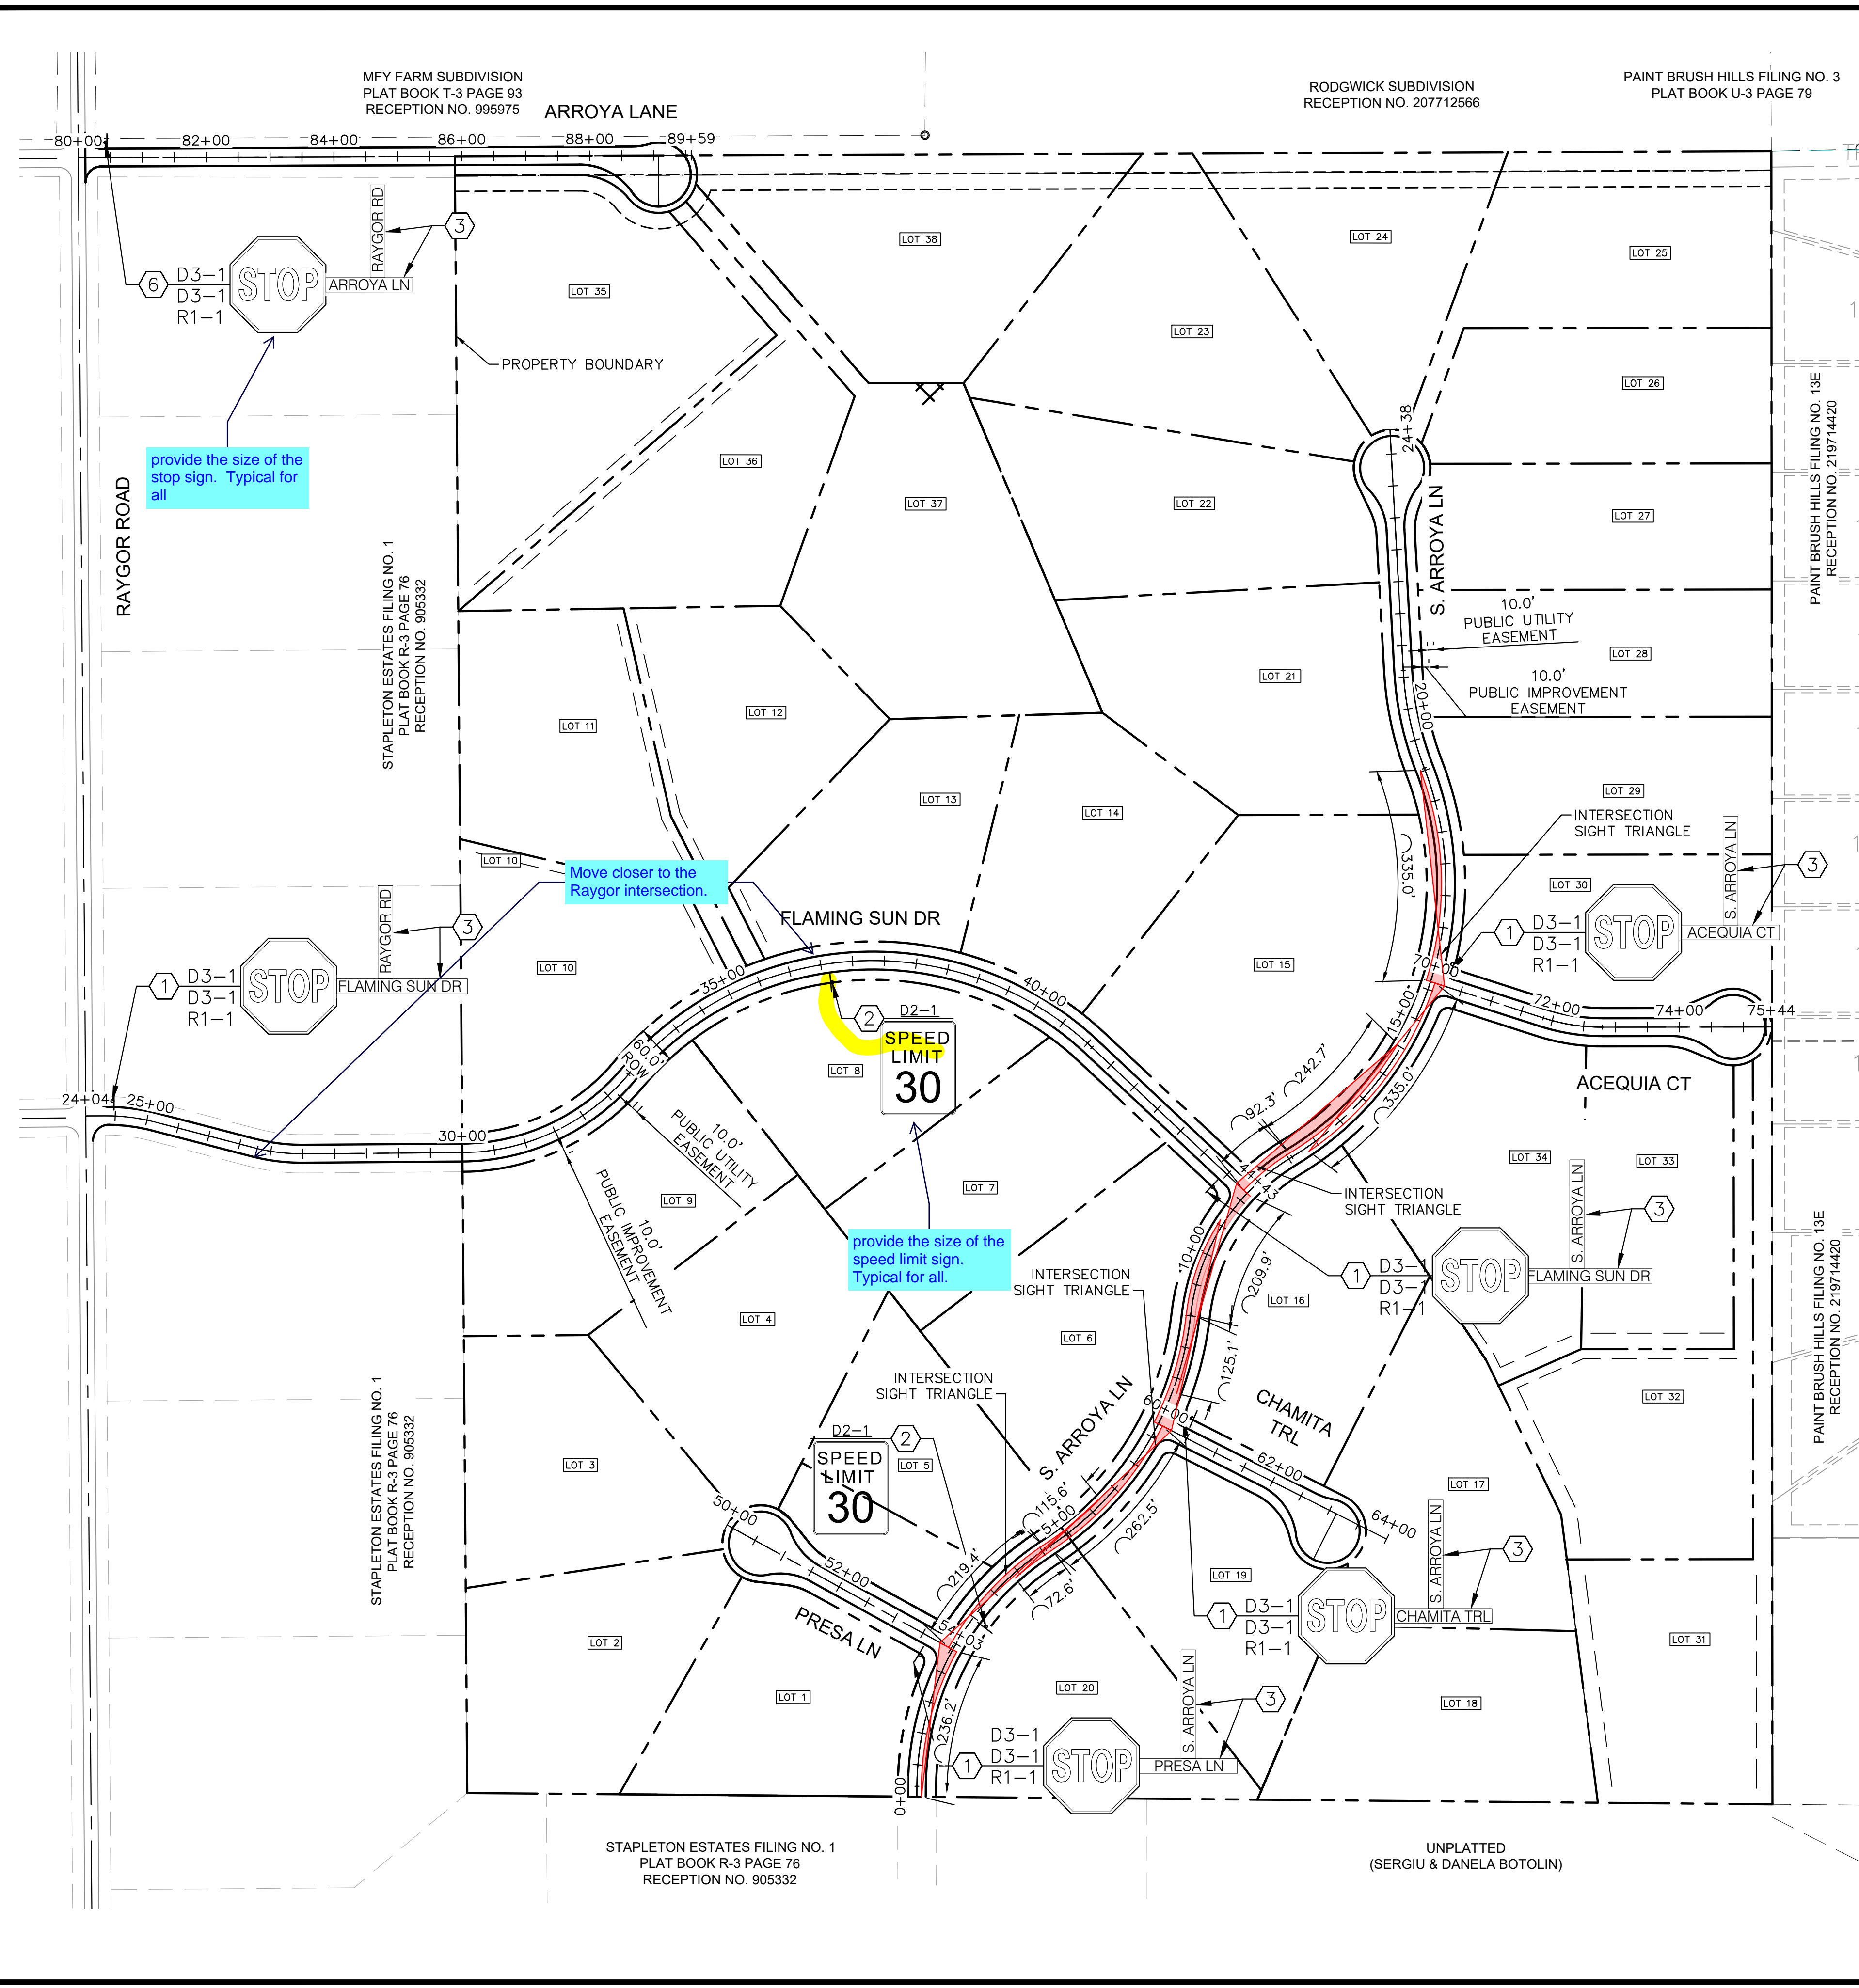 MFY FARM SUBDIVISION
PLAT BOOK T-3 PAGE 93
RECEPTION NO. 995975
ARROYA LANE
RODGWICK SUBDIVISION
RECEPTION NO. 207712566
PAINT BRUSH HILLS FILING NO. 3
PLAT BOOK U-3 PAGE 79
80+00
82+00
84+00
86+00
88+00
89+59
RAYGOR RD
3
6
D3-1
D3-1
R1-1
STOP
ARROYA LN
LOT 38
LOT 24
LOT 25
LOT 35
LOT 23
PROPERTY BOUNDARY
LOT 26
provide the size of the
stop sign. Typical for
all
RAYGOR ROAD
LOT 36
LOT 37
LOT 22
24+38
S. ARROYA LN
LOT 27
PAINT BRUSH HILLS FILING NO. 13E
RECEPTION NO. 219714420
STAPLETON ESTATES FILING NO. 1
PLAT BOOK R-3 PAGE 76
RECEPTION NO. 905332
10.0'
PUBLIC UTILITY
EASEMENT
LOT 28
10.0'
PUBLIC IMPROVEMENT
EASEMENT
20+00
LOT 21
LOT 11
LOT 12
LOT 13
LOT 14
LOT 29
INTERSECTION
SIGHT TRIANGLE
335.0'
LOT 10
Move closer to the
Raygor intersection.
FLAMING SUN DR
LOT 30
S. ARROYA LN
3
1
D3-1
D3-1
R1-1
STOP
ACEQUIA CT
RAYGOR RD
3
1
D3-1
D3-1
R1-1
STOP
FLAMING SUN DR
LOT 10
35+00
40+00
LOT 15
70+00
72+00
74+00
75+44
15+00
ACEQUIA CT
2
D2-1
SPEED
LIMIT
30
LOT 8
60.0'
ROW
242.7'
92.3'
335.0'
24+04
25+00
30+00
10.0'
PUBLIC UTILITY
EASEMENT
10.0'
PUBLIC IMPROVEMENT
EASEMENT
LOT 9
LOT 7
44+43
INTERSECTION
SIGHT TRIANGLE
LOT 34
LOT 33
S. ARROYA LN
3
1
D3-1
D3-1
R1-1
STOP
FLAMING SUN DR
provide the size of the
speed limit sign.
Typical for all.
10+00
209.9'
INTERSECTION
SIGHT TRIANGLE
LOT 16
LOT 4
LOT 6
125.1'
PAINT BRUSH HILLS FILING NO. 13E
RECEPTION NO. 219714420
INTERSECTION
SIGHT TRIANGLE
S. ARROYA LN
60+00
CHAMITA
TRL
LOT 32
STAPLETON ESTATES FILING NO. 1
PLAT BOOK R-3 PAGE 76
RECEPTION NO. 905332
D2-1
2
SPEED
LIMIT
30
LOT 5
LOT 3
62+00
64+00
LOT 17
115.6'
5+00
262.5'
50+00
52+00
219.4'
72.6'
54+03
PRESA LN
LOT 19
S. ARROYA LN
3
1
D3-1
D3-1
R1-1
STOP
CHAMITA TRL
LOT 2
LOT 31
LOT 1
LOT 20
LOT 18
236.2'
0+00
S. ARROYA LN
3
1
D3-1
D3-1
R1-1
STOP
PRESA LN
STAPLETON ESTATES FILING NO. 1
PLAT BOOK R-3 PAGE 76
RECEPTION NO. 905332
UNPLATTED
(SERGIU & DANELA BOTOLIN)